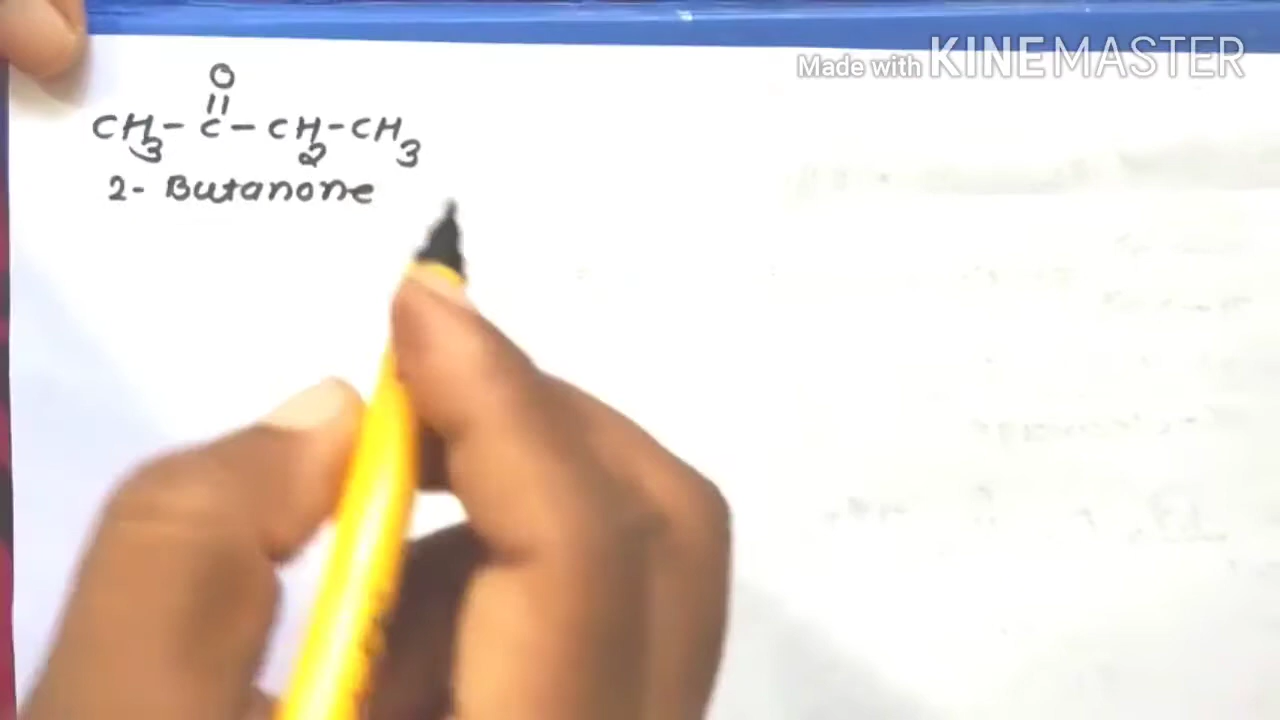 Made with KINEMASTER
O
||
CH3- C - CH2-CH3
2- Butanone